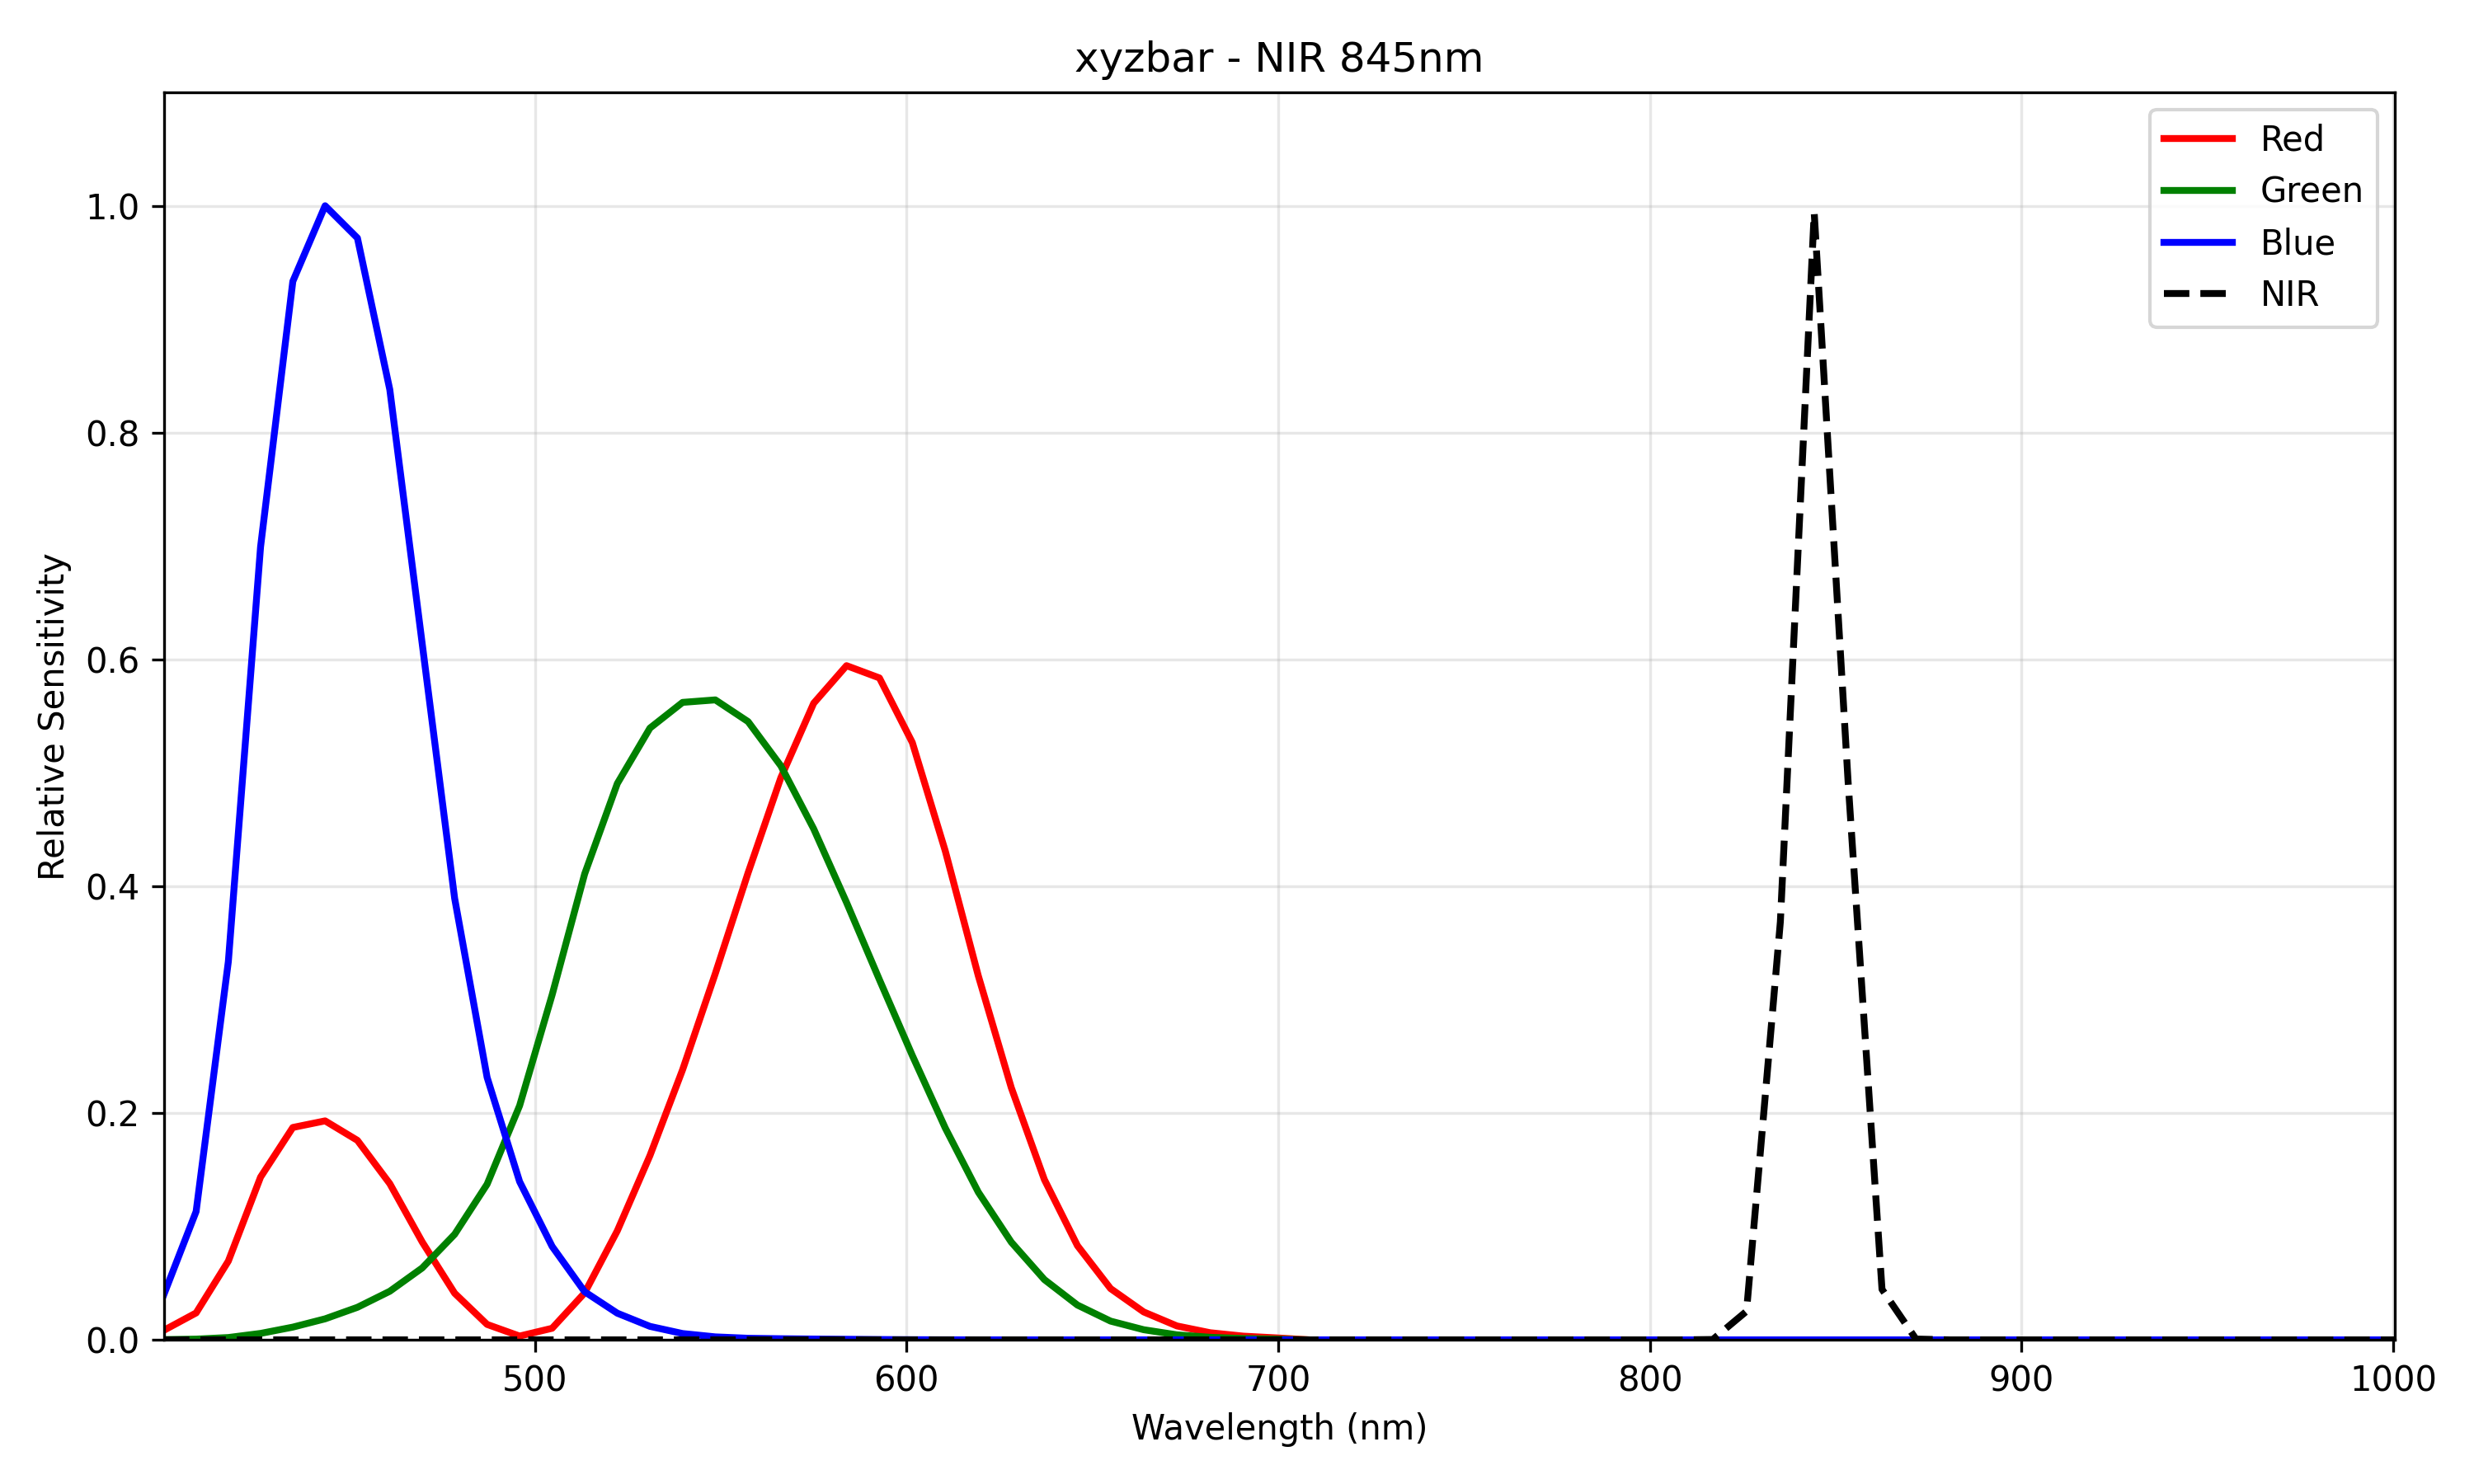 xyzbar - NIR 845nm
Red
Green
Blue
NIR
1.0
0.8
0.6
0.4
0.2
0.0
Relative Sensitivity
500 600 700 800 900 1000
Wavelength (nm)